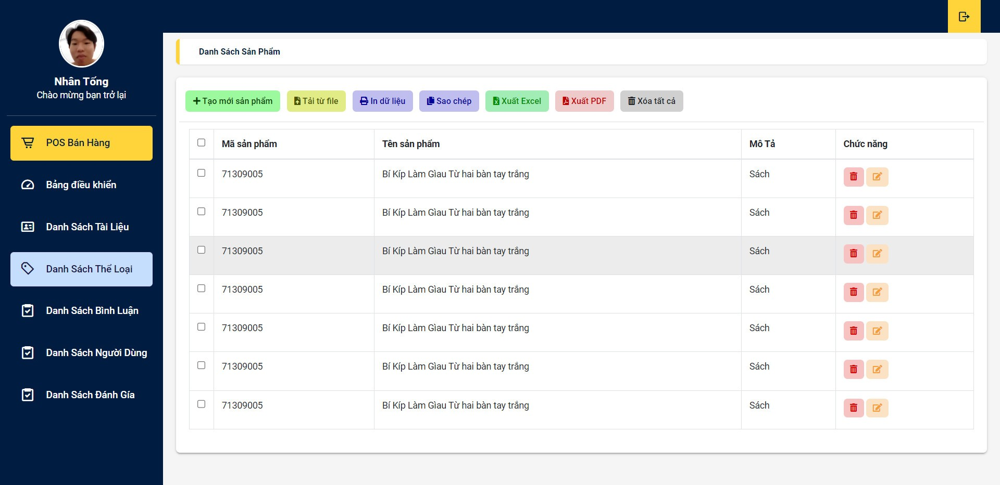 Nhân Tống
Chào mừng bạn trở lại
POS Bán Hàng
Bảng điều khiển
Danh Sách Tài Liệu
Danh Sách Thể Loại
Danh Sách Bình Luận
Danh Sách Người Dùng
Danh Sách Đánh Gía
Danh Sách Sản Phẩm
Tạo mới sản phẩm Tải từ file In dữ liệu Sao chép Xuất Excel Xuất PDF Xóa tất cả
Mã sản phẩm Tên sản phẩm Mô Tả Chức năng
71309005 Bí Kíp Làm Gìau Từ hai bàn tay trắng Sách
71309005 Bí Kíp Làm Gìau Từ hai bàn tay trắng Sách
71309005 Bí Kíp Làm Gìau Từ hai bàn tay trắng Sách
71309005 Bí Kíp Làm Gìau Từ hai bàn tay trắng Sách
71309005 Bí Kíp Làm Gìau Từ hai bàn tay trắng Sách
71309005 Bí Kíp Làm Gìau Từ hai bàn tay trắng Sách
71309005 Bí Kíp Làm Gìau Từ hai bàn tay trắng Sách